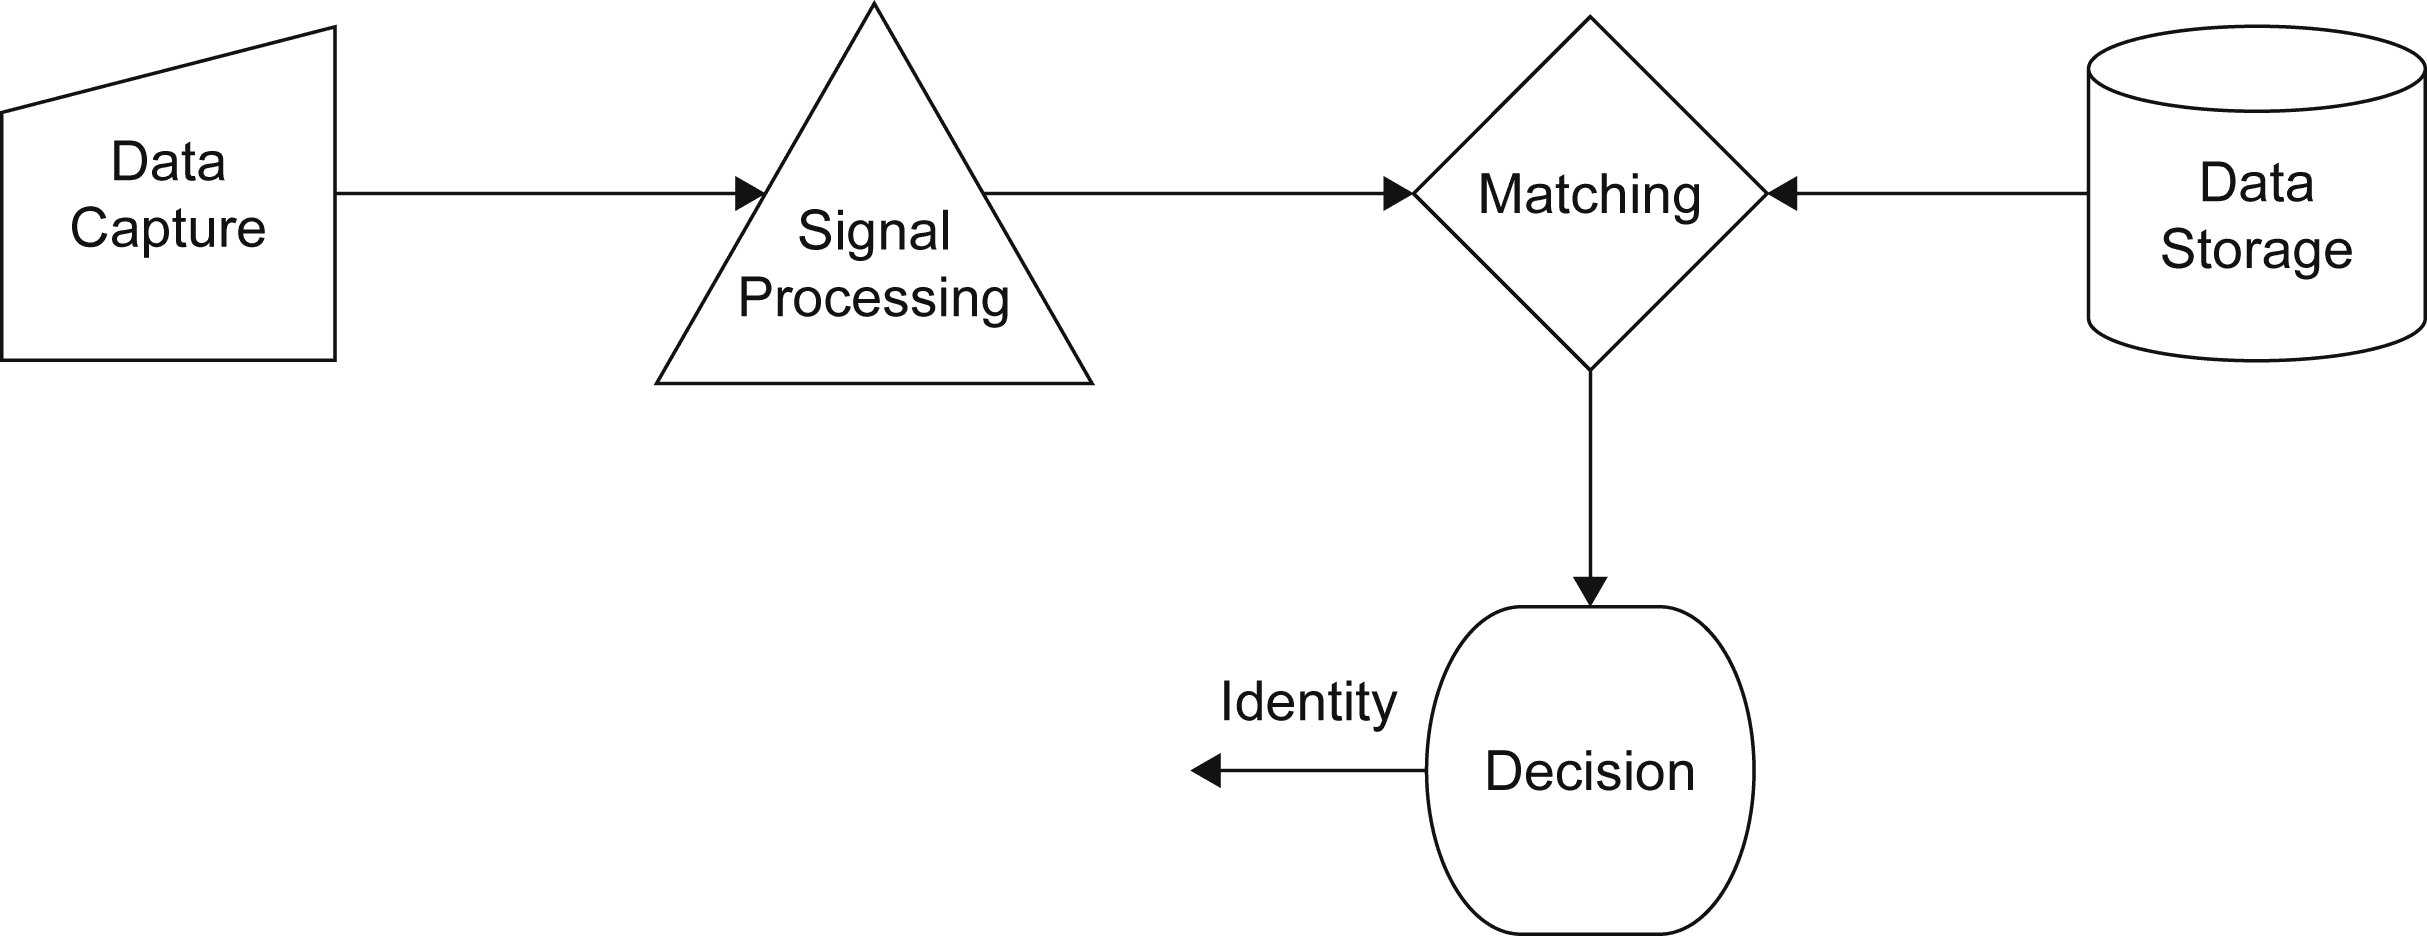 Data
Capture
Signal
Processing
Matching
Data
Storage
Identity
Decision